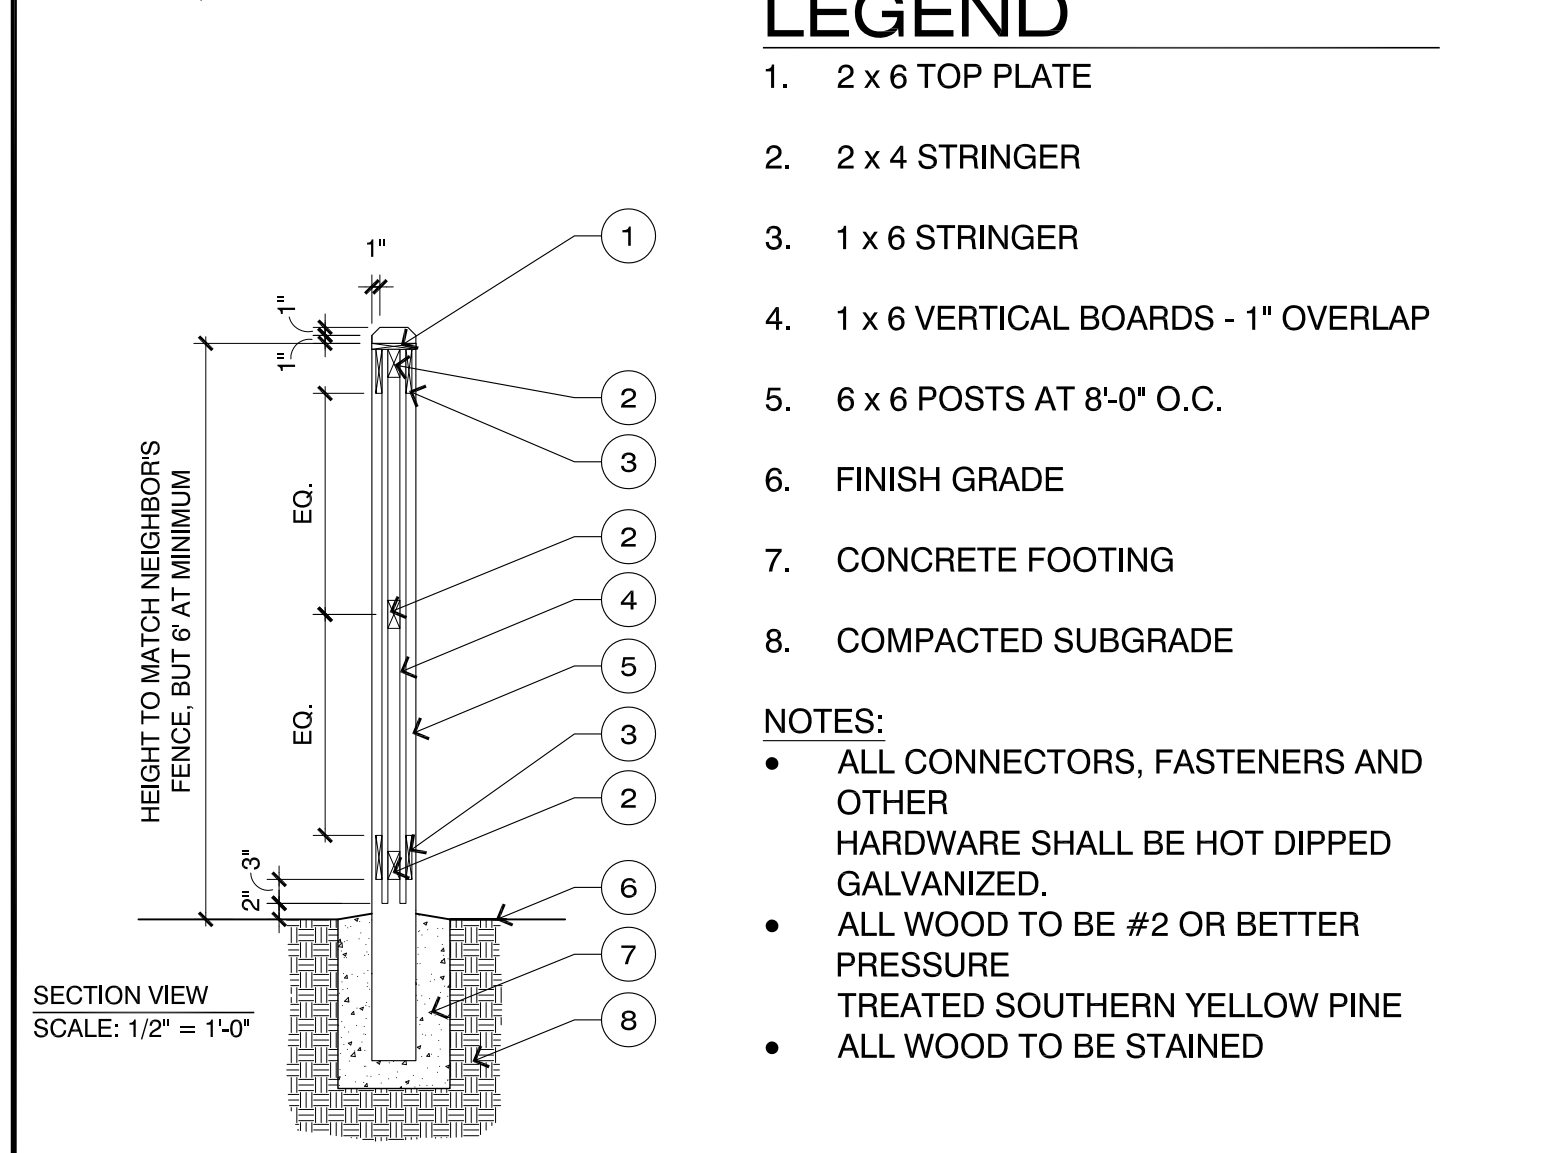 LEGEND
1. 2 x 6 TOP PLATE
2. 2 x 4 STRINGER
3. 1 x 6 STRINGER
4. 1 x 6 VERTICAL BOARDS - 1" OVERLAP
5. 6 x 6 POSTS AT 8'-0" O.C.
6. FINISH GRADE
7. CONCRETE FOOTING
8. COMPACTED SUBGRADE
NOTES:
• ALL CONNECTORS, FASTENERS AND
OTHER
HARDWARE SHALL BE HOT DIPPED
GALVANIZED.
• ALL WOOD TO BE #2 OR BETTER
PRESSURE
TREATED SOUTHERN YELLOW PINE
• ALL WOOD TO BE STAINED
1"
1"
1"
EQ.
EQ.
3"
2"
HEIGHT TO MATCH NEIGHBOR'S
FENCE, BUT 6' AT MINIMUM
1
2
3
2
4
5
3
2
6
7
8
SECTION VIEW
SCALE: 1/2" = 1'-0"